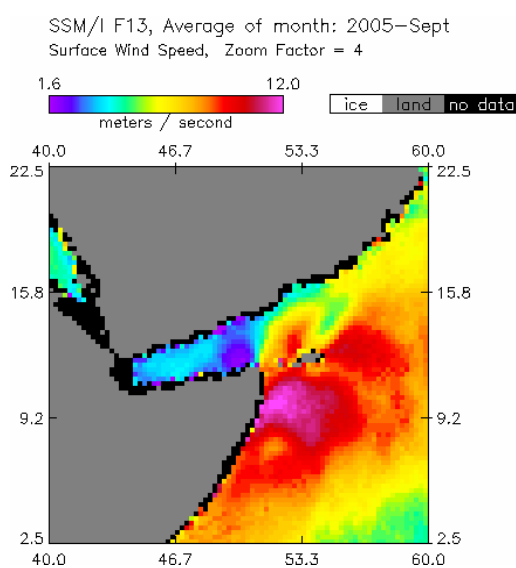 SSM/I F13, Average of month: 2005-Sept
Surface Wind Speed, Zoom Factor = 4
1.6 12.0
meters / second
ice land no data
40.0 46.7 53.3 60.0
22.5 22.5
15.8 15.8
9.2 9.2
2.5 2.5
40.0 46.7 53.3 60.0